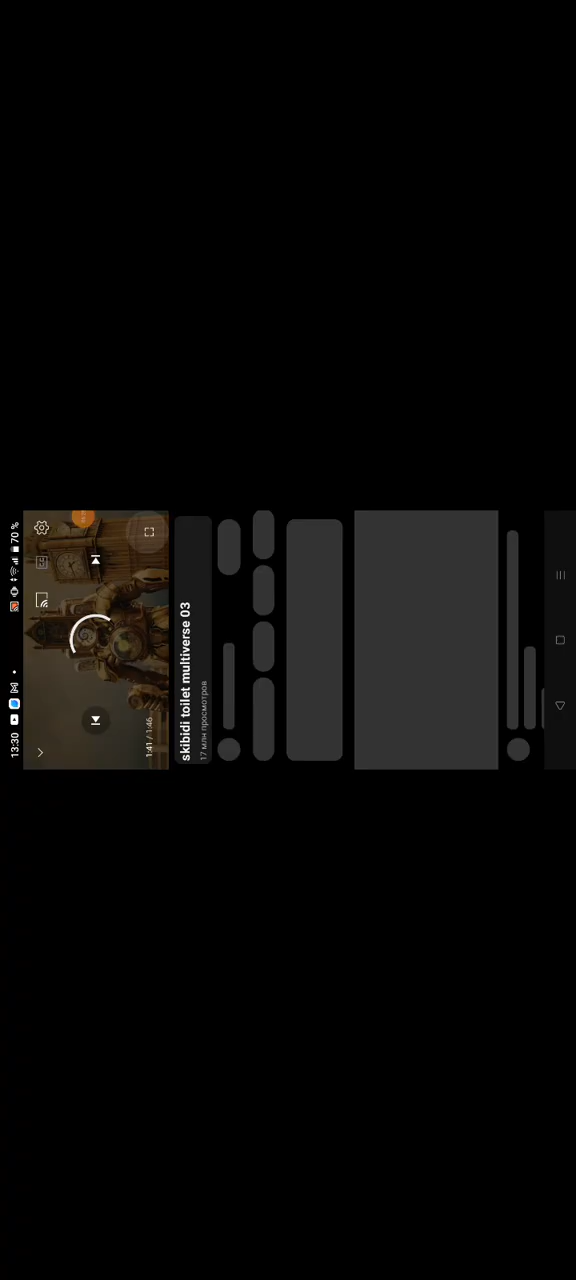 13:30
70 %
1:41 / 1:46
skibidi toilet multiverse 03
17 млн просмотров